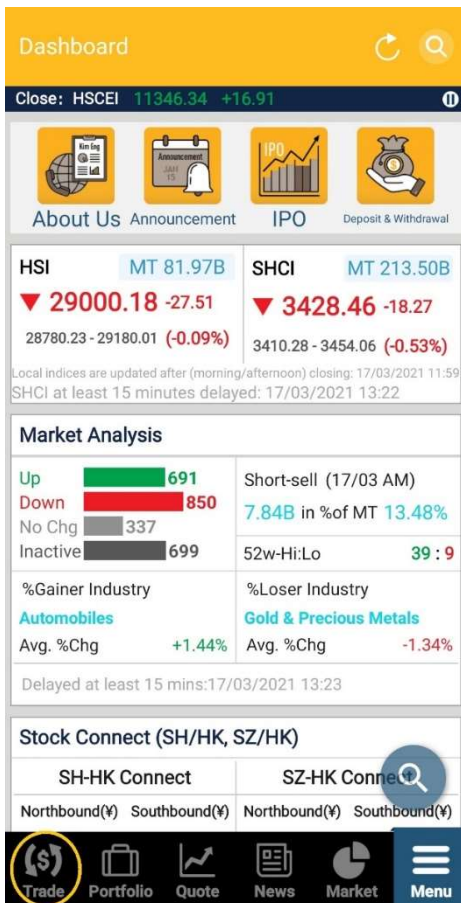 Dashboard
Close: HSCEI 11346.34 +16.91
Kim Eng
Announcement
JAN
15
IPO
$
About Us Announcement IPO Deposit & Withdrawal
HSI MT 81.97B SHCI MT 213.50B
▼ 29000.18 -27.51 ▼ 3428.46 -18.27
28780.23 - 29180.01 (-0.09%) 3410.28 - 3454.06 (-0.53%)
Local indices are updated after (morning/afternoon) closing: 17/03/2021 11:59
SHCI at least 15 minutes delayed: 17/03/2021 13:22
Market Analysis
Up 691
Down 850
No Chg 337
Inactive 699
Short-sell (17/03 AM)
7.84B in %of MT 13.48%
52w-Hi:Lo 39 : 9
%Gainer Industry %Loser Industry
Automobiles Gold & Precious Metals
Avg. %Chg +1.44% Avg. %Chg -1.34%
Delayed at least 15 mins:17/03/2021 13:23
Stock Connect (SH/HK, SZ/HK)
SH-HK Connect SZ-HK Connect
Northbound(¥) Southbound(¥) Northbound(¥) Southbound(¥)
($)
Trade Portfolio Quote News Market Menu